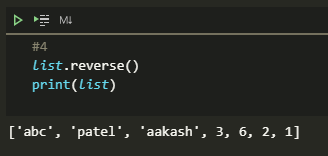 M↓
#4
list.reverse()
print(list)
['abc', 'patel', 'aakash', 3, 6, 2, 1]